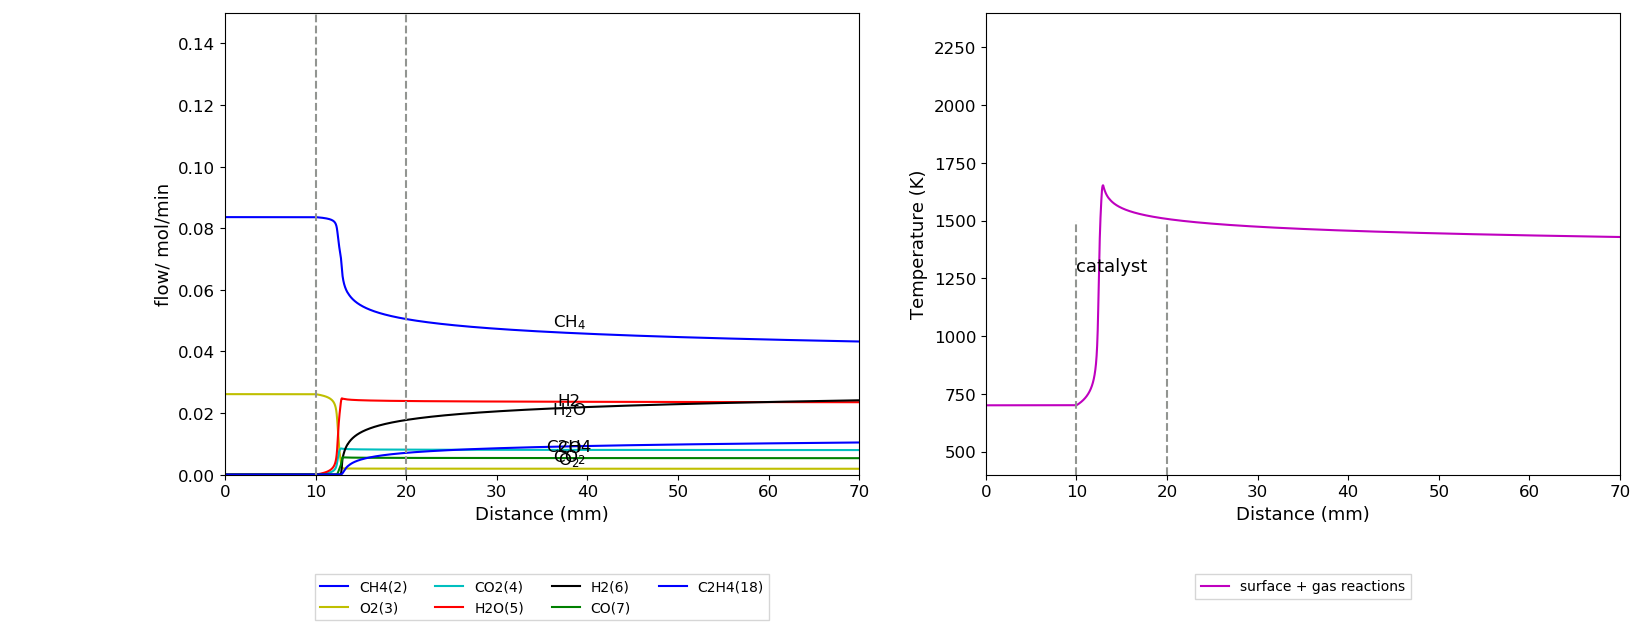 0.14
0.12
0.10
0.08
0.06
0.04
0.02
0.00
flow/ mol/min
CH4
H2
H2O
C2H4
CO2
O2
0 10 20 30 40 50 60 70
Distance (mm)
CH4(2) CO2(4) H2(6) C2H4(18)
O2(3) H2O(5) CO(7)
2250
2000
1750
1500
1250
1000
750
500
Temperature (K)
catalyst
0 10 20 30 40 50 60 70
Distance (mm)
surface + gas reactions